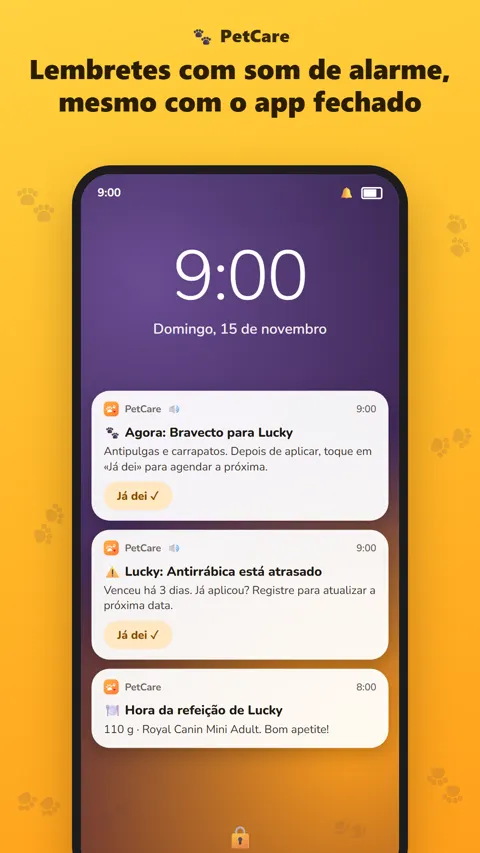 PetCare
Lembretes com som de alarme,
mesmo com o app fechado
9:00
9:00
Domingo, 15 de novembro
PetCare 9:00
Agora: Bravecto para Lucky
Antipulgas e carrapatos. Depois de aplicar, toque em
«Já dei» para agendar a próxima.
Já dei ✓
PetCare 9:00
Lucky: Antirrábica está atrasado
Venceu há 3 dias. Já aplicou? Registre para atualizar a
próxima data.
Já dei ✓
PetCare 8:00
Hora da refeição de Lucky
110 g · Royal Canin Mini Adult. Bom apetite!